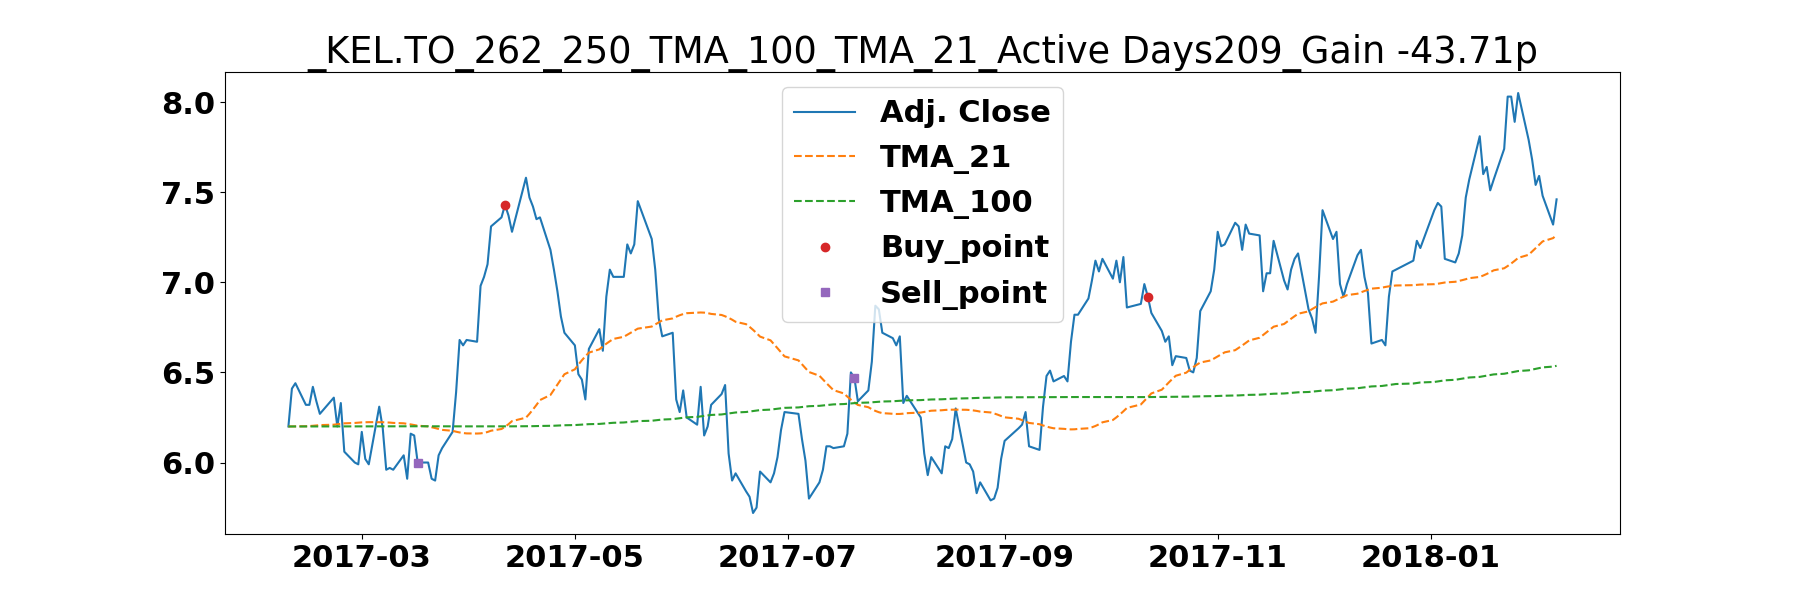 _KEL.TO_262_250_TMA_100_TMA_21_Active Days209_Gain -43.71p
8.0
7.5
7.0
6.5
6.0
Adj. Close
TMA_21
TMA_100
Buy_point
Sell_point
2017-03 2017-05 2017-07 2017-09 2017-11 2018-01